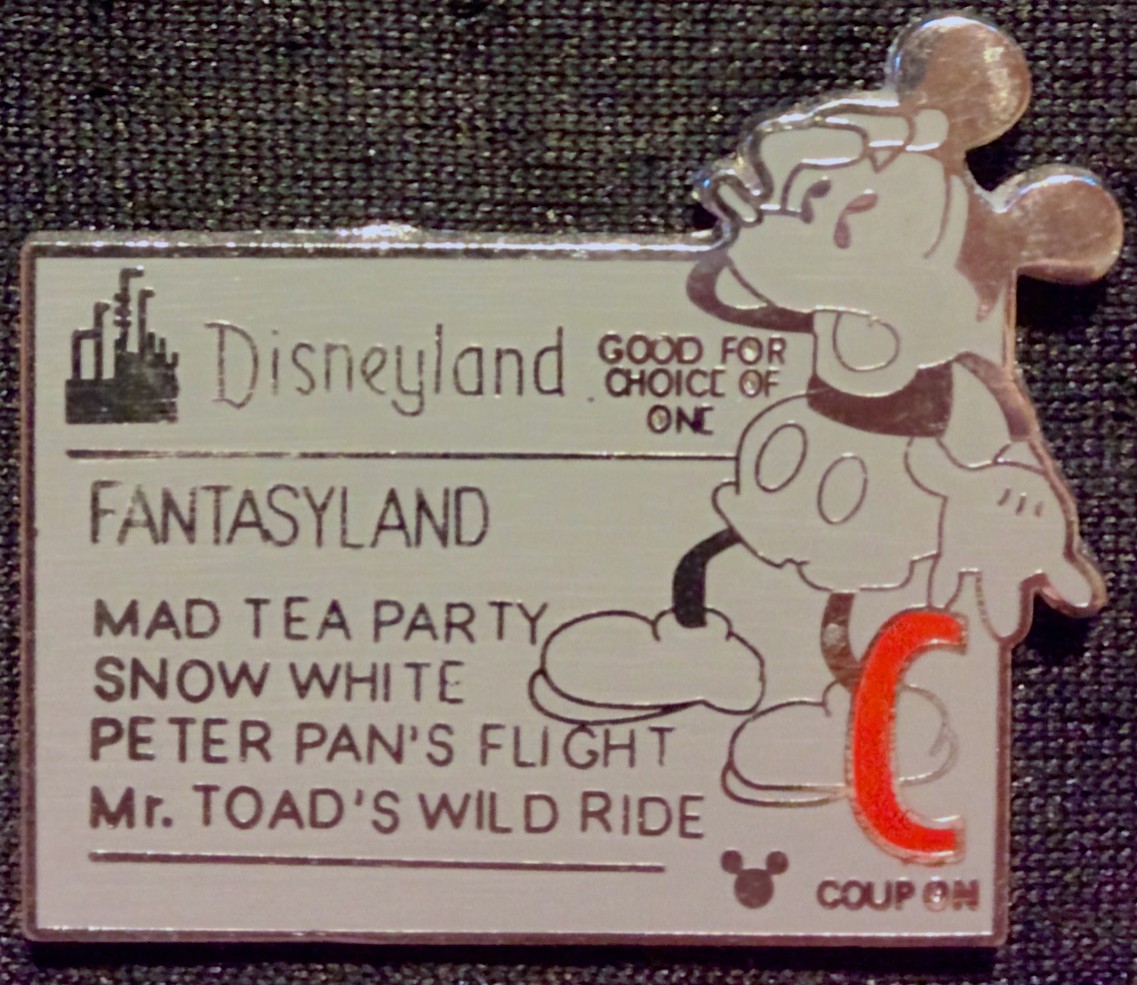 Disneyland
GOOD FOR
CHOICE OF
ONE
FANTASYLAND
MAD TEA PARTY
SNOW WHITE
PETER PAN'S FLIGHT
Mr. TOAD'S WILD RIDE
C
COUPON